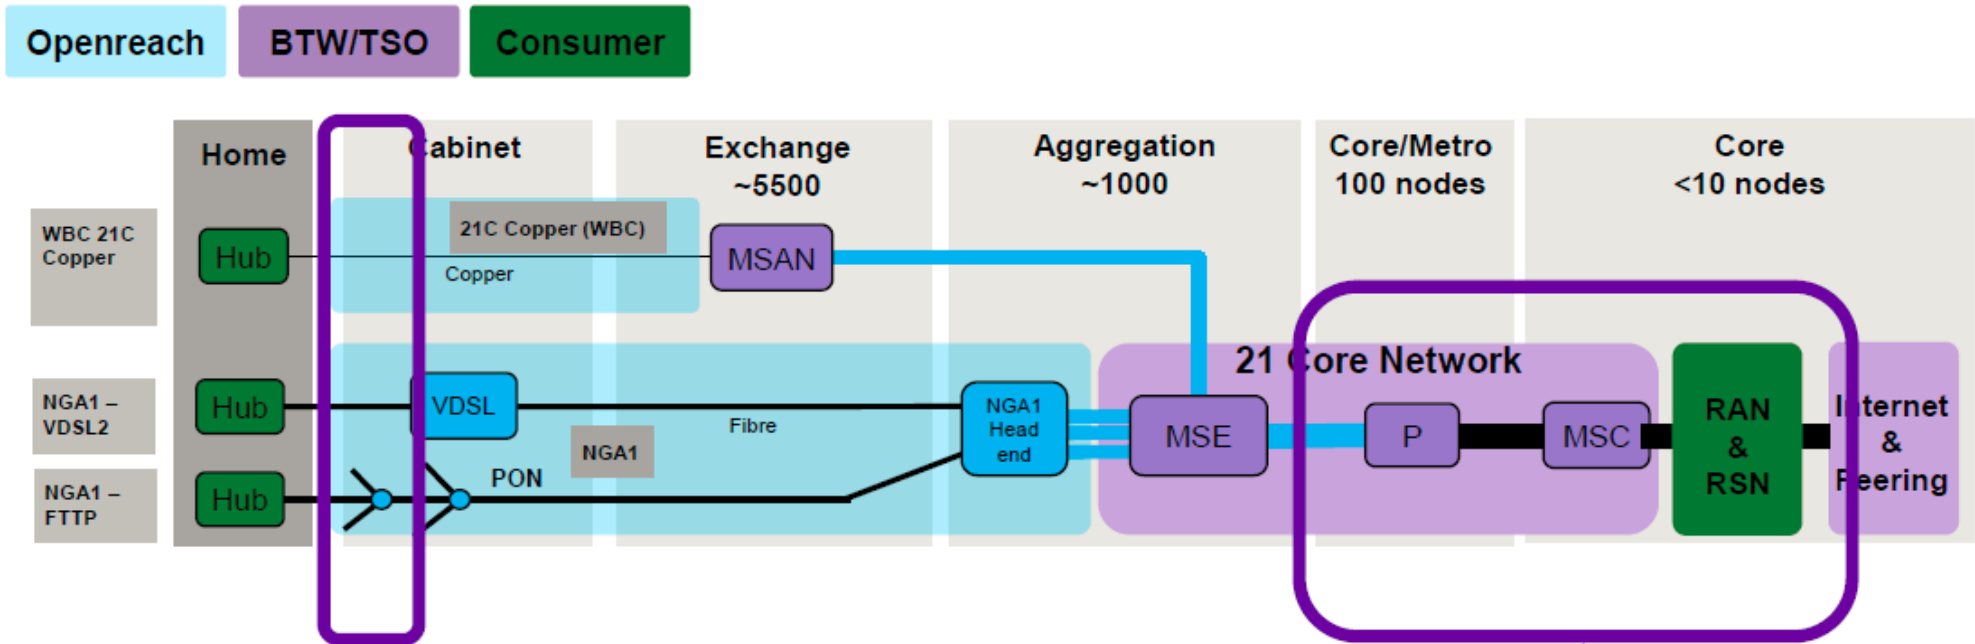 Openreach
BTW/TSO
Consumer
Home
Cabinet
Exchange
~5500
Aggregation
~1000
Core/Metro
100 nodes
Core
<10 nodes
WBC 21C
Copper
Hub
21C Copper (WBC)
Copper
MSAN
21 Core Network
NGA1 –
VDSL2
Hub
VDSL
Fibre
NGA1
Head
end
MSE
P
MSC
RAN
&
RSN
Internet
&
Peering
NGA1 –
FTTP
Hub
PON
NGA1